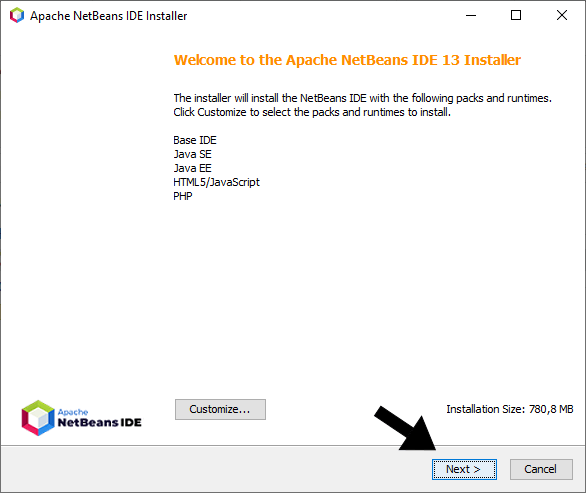 Apache NetBeans IDE Installer
Welcome to the Apache NetBeans IDE 13 Installer
The installer will install the NetBeans IDE with the following packs and runtimes.
Click Customize to select the packs and runtimes to install.
Base IDE
Java SE
Java EE
HTML5/JavaScript
PHP
Apache
NetBeans IDE
Customize...
Installation Size: 780,8 MB
Next >
Cancel